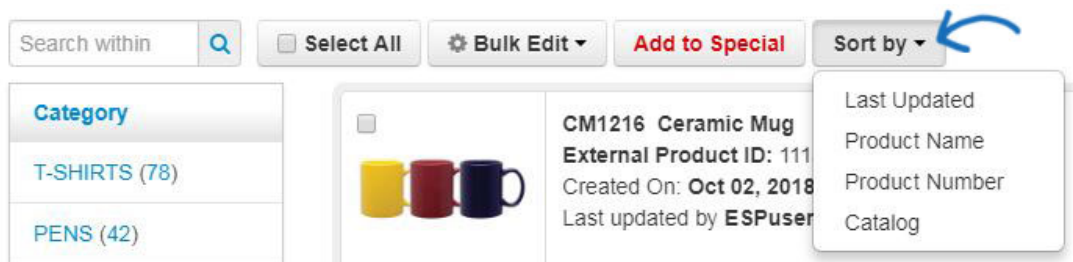 Search within
Select All
Bulk Edit
Add to Special
Sort by
Category
T-SHIRTS (78)
PENS (42)
CM1216 Ceramic Mug
External Product ID: 111
Created On: Oct 02, 2018
Last updated by ESPuser
Last Updated
Product Name
Product Number
Catalog